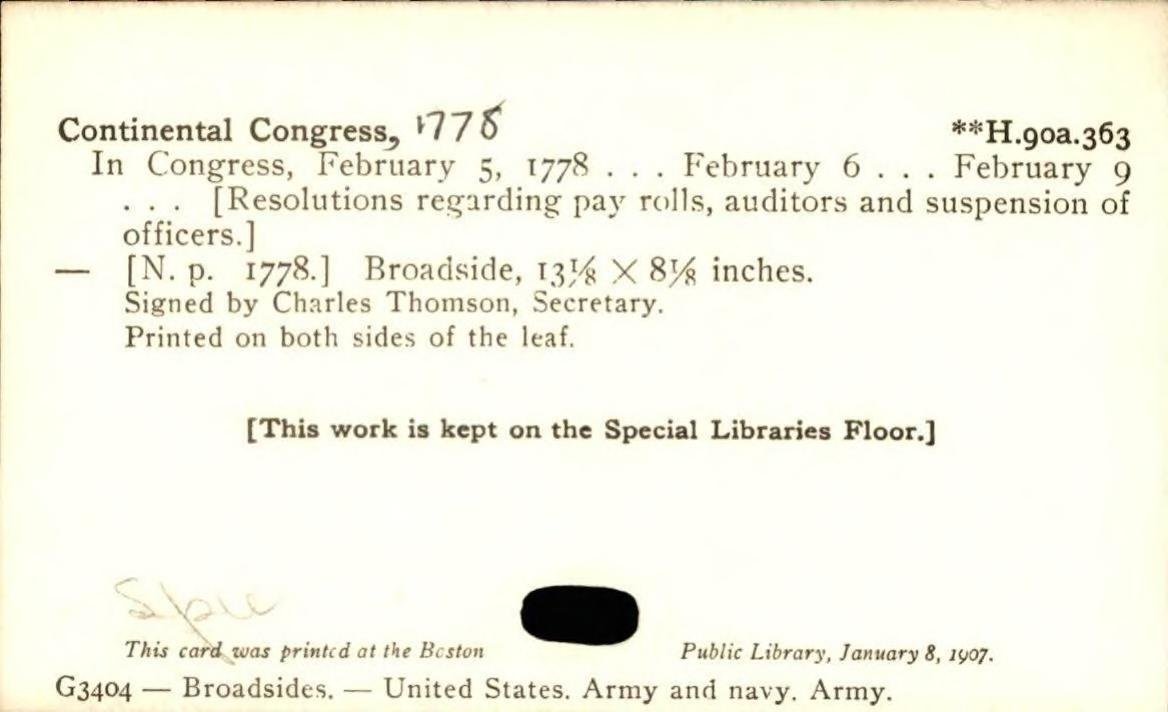 Continental Congress, 1778 **H.90a.363
In Congress, February 5, 1778 . . . February 6 . . . February 9
. . . [Resolutions regarding pay rolls, auditors and suspension of
officers.]
— [N. p. 1778.] Broadside, 13⅛ × 8⅛ inches.
Signed by Charles Thomson, Secretary.
Printed on both sides of the leaf.
[This work is kept on the Special Libraries Floor.]
This card was printed at the Boston Public Library, January 8, 1907.
G3404 — Broadsides. — United States. Army and navy. Army.